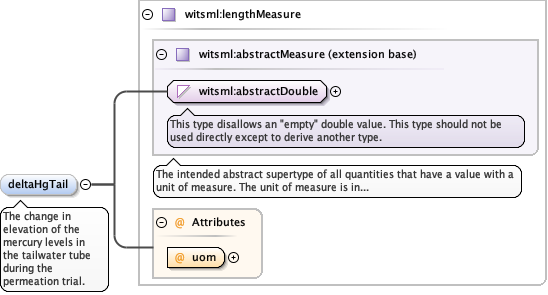 witsml:lengthMeasure
witsml:abstractMeasure (extension base)
witsml:abstractDouble
This type disallows an "empty" double value. This type should not be
used directly except to derive another type.
The intended abstract supertype of all quantities that have a value with a
unit of measure. The unit of measure is in...
deltaHgTail
The change in
elevation of the
mercury levels in
the tailwater tube
during the
permeation trial.
@ Attributes
@ uom